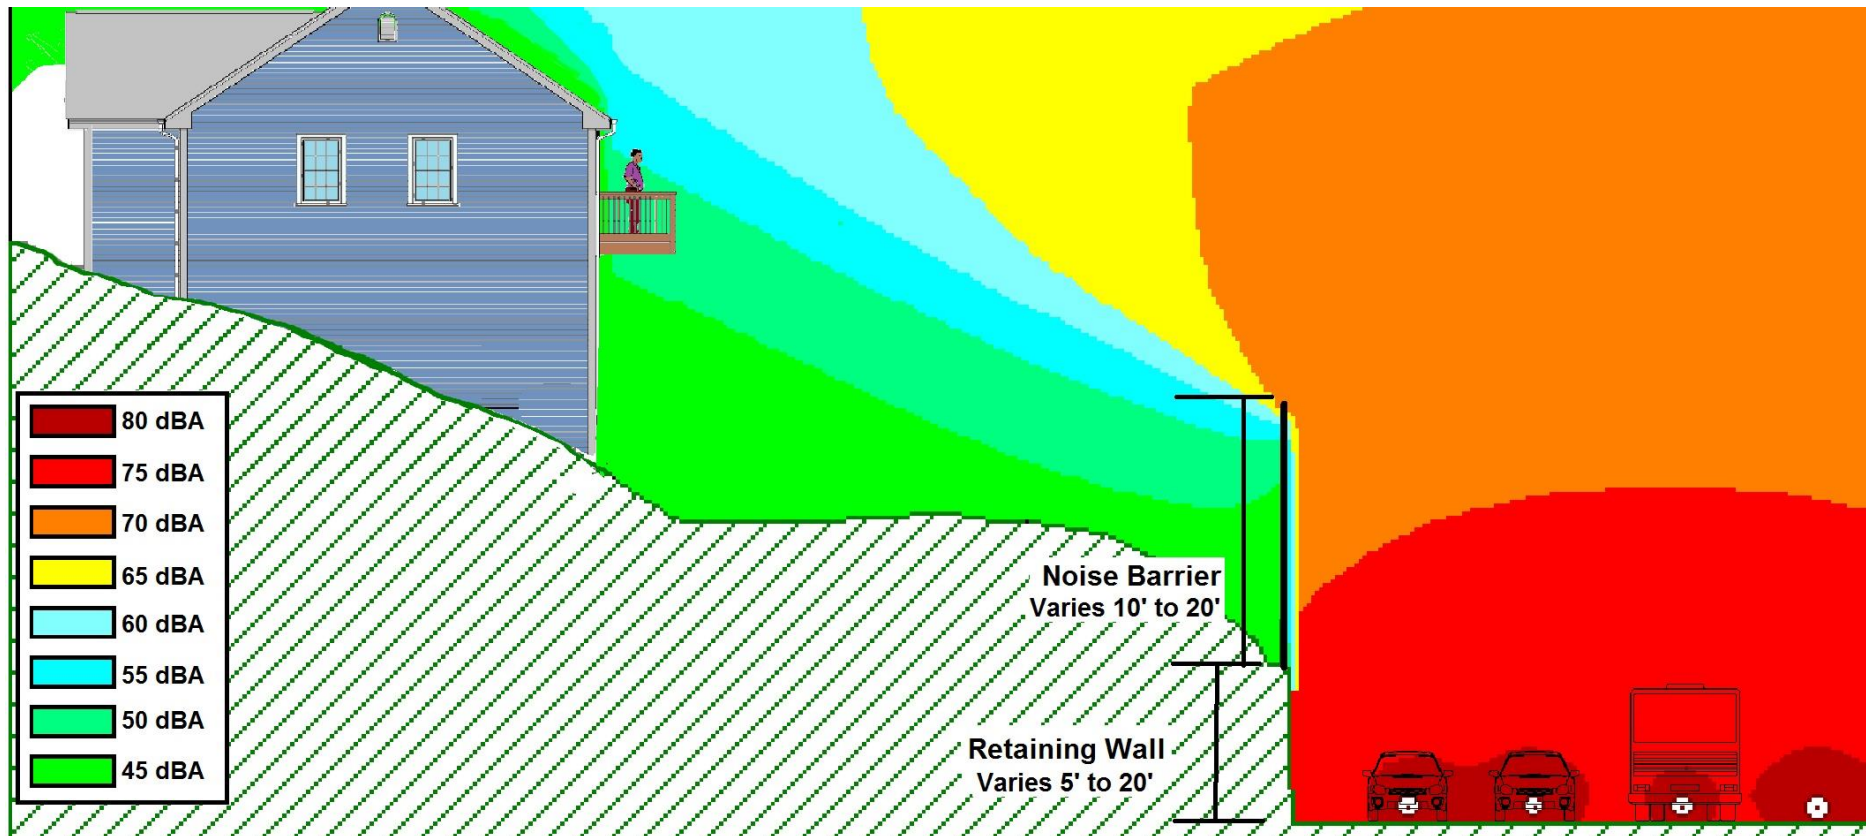 80 dBA
75 dBA
70 dBA
65 dBA
60 dBA
55 dBA
50 dBA
45 dBA
Noise Barrier
Varies 10' to 20'
Retaining Wall
Varies 5' to 20'